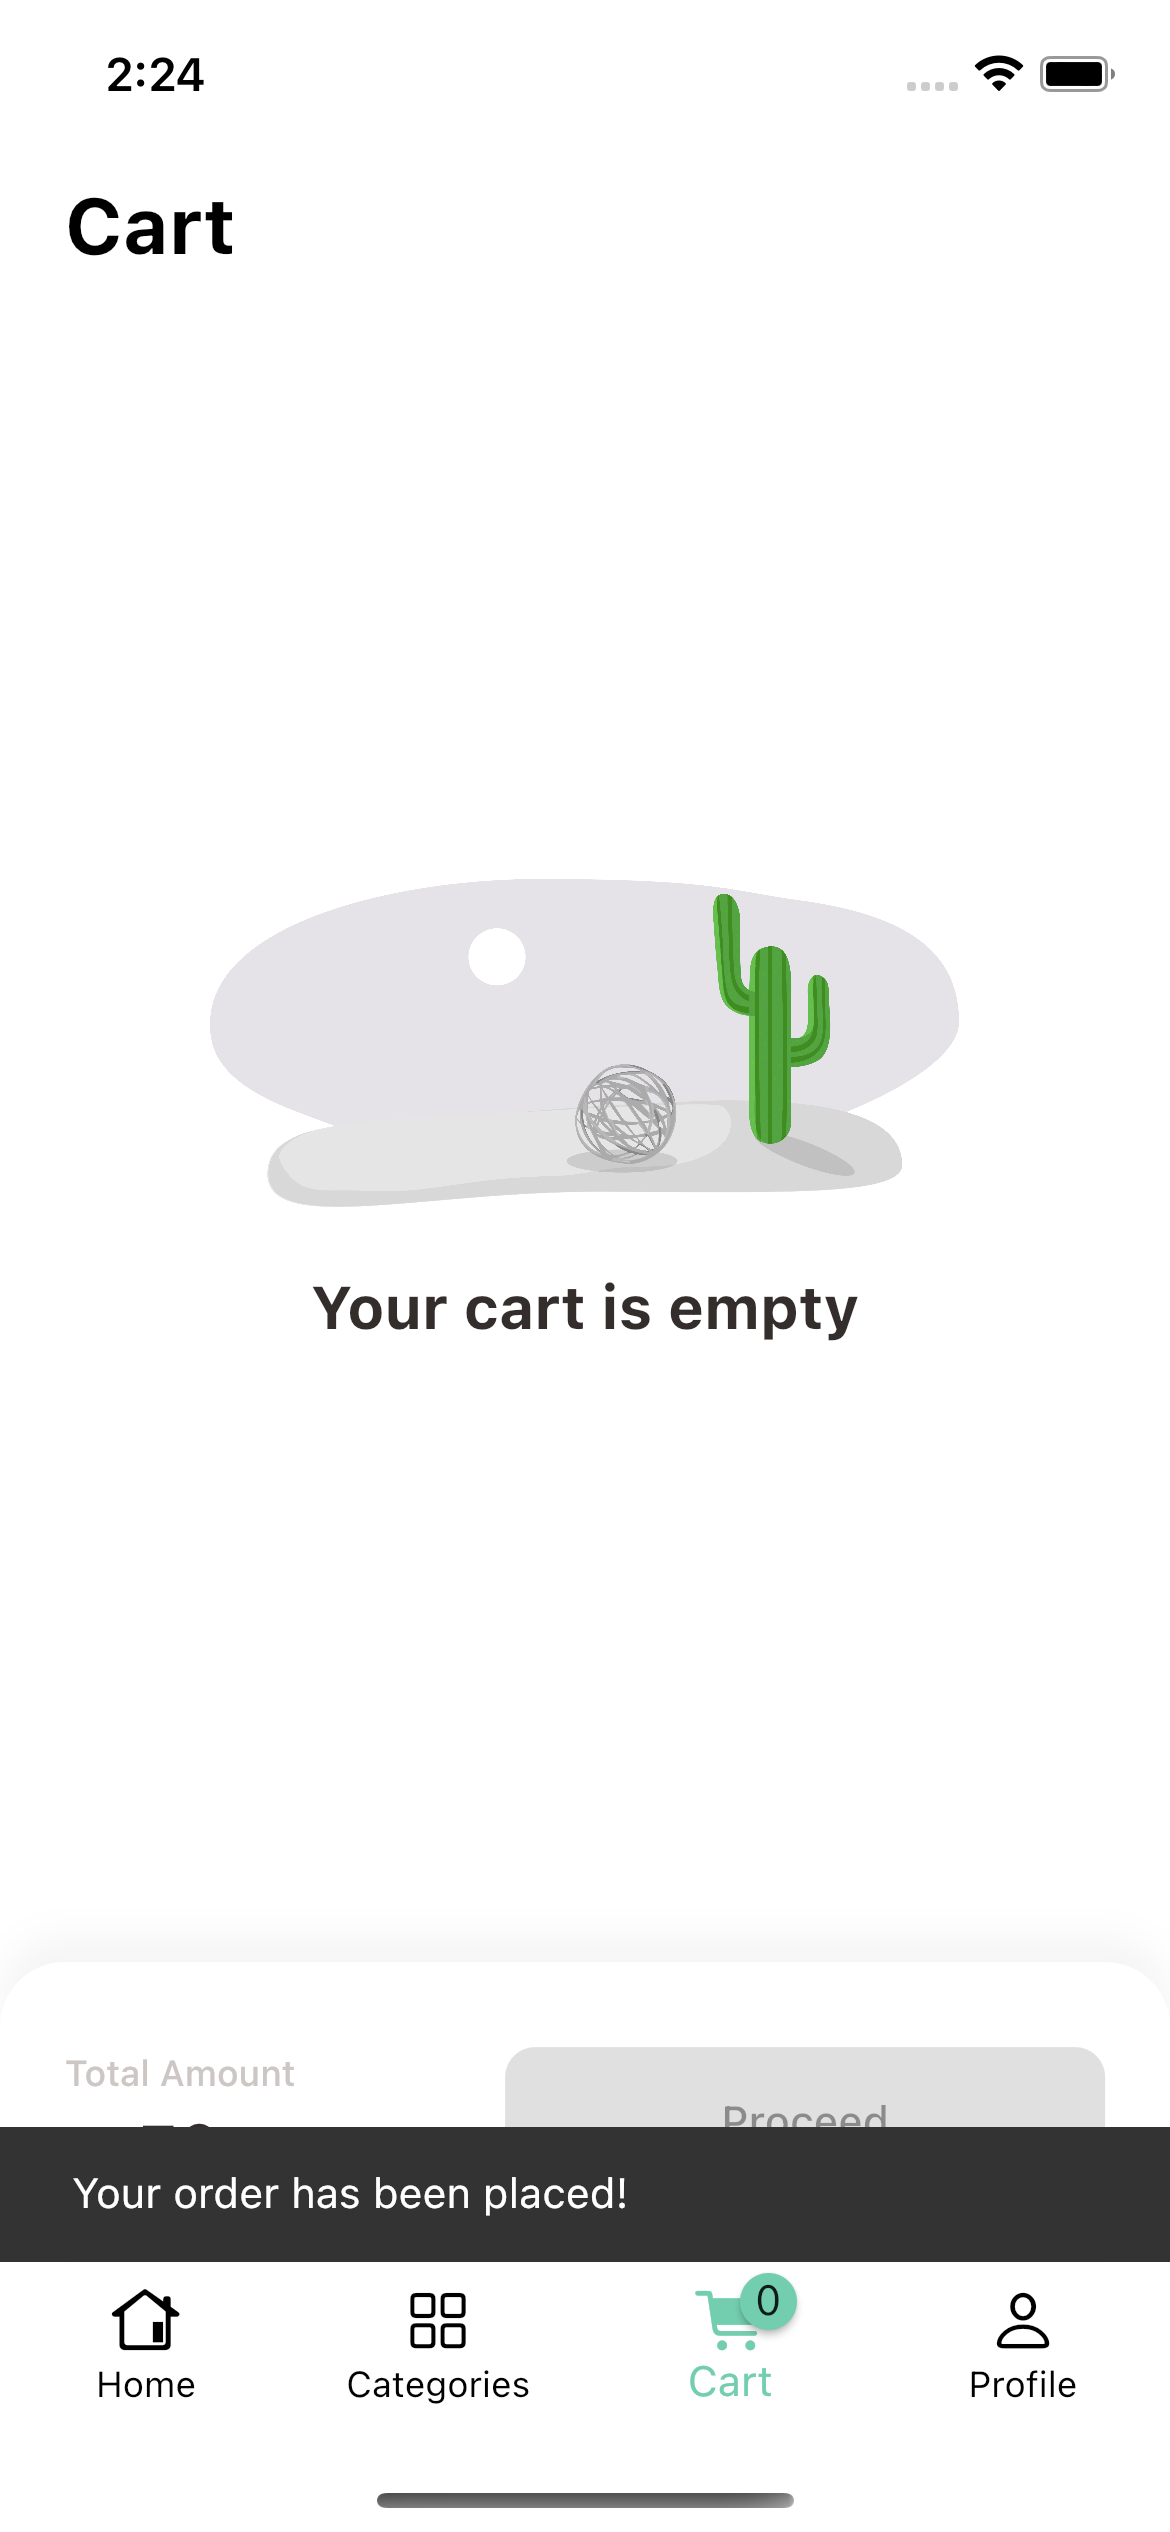 2:24
Cart
Your cart is empty
Total Amount
Proceed
Your order has been placed!
0
Home
Categories
Cart
Profile